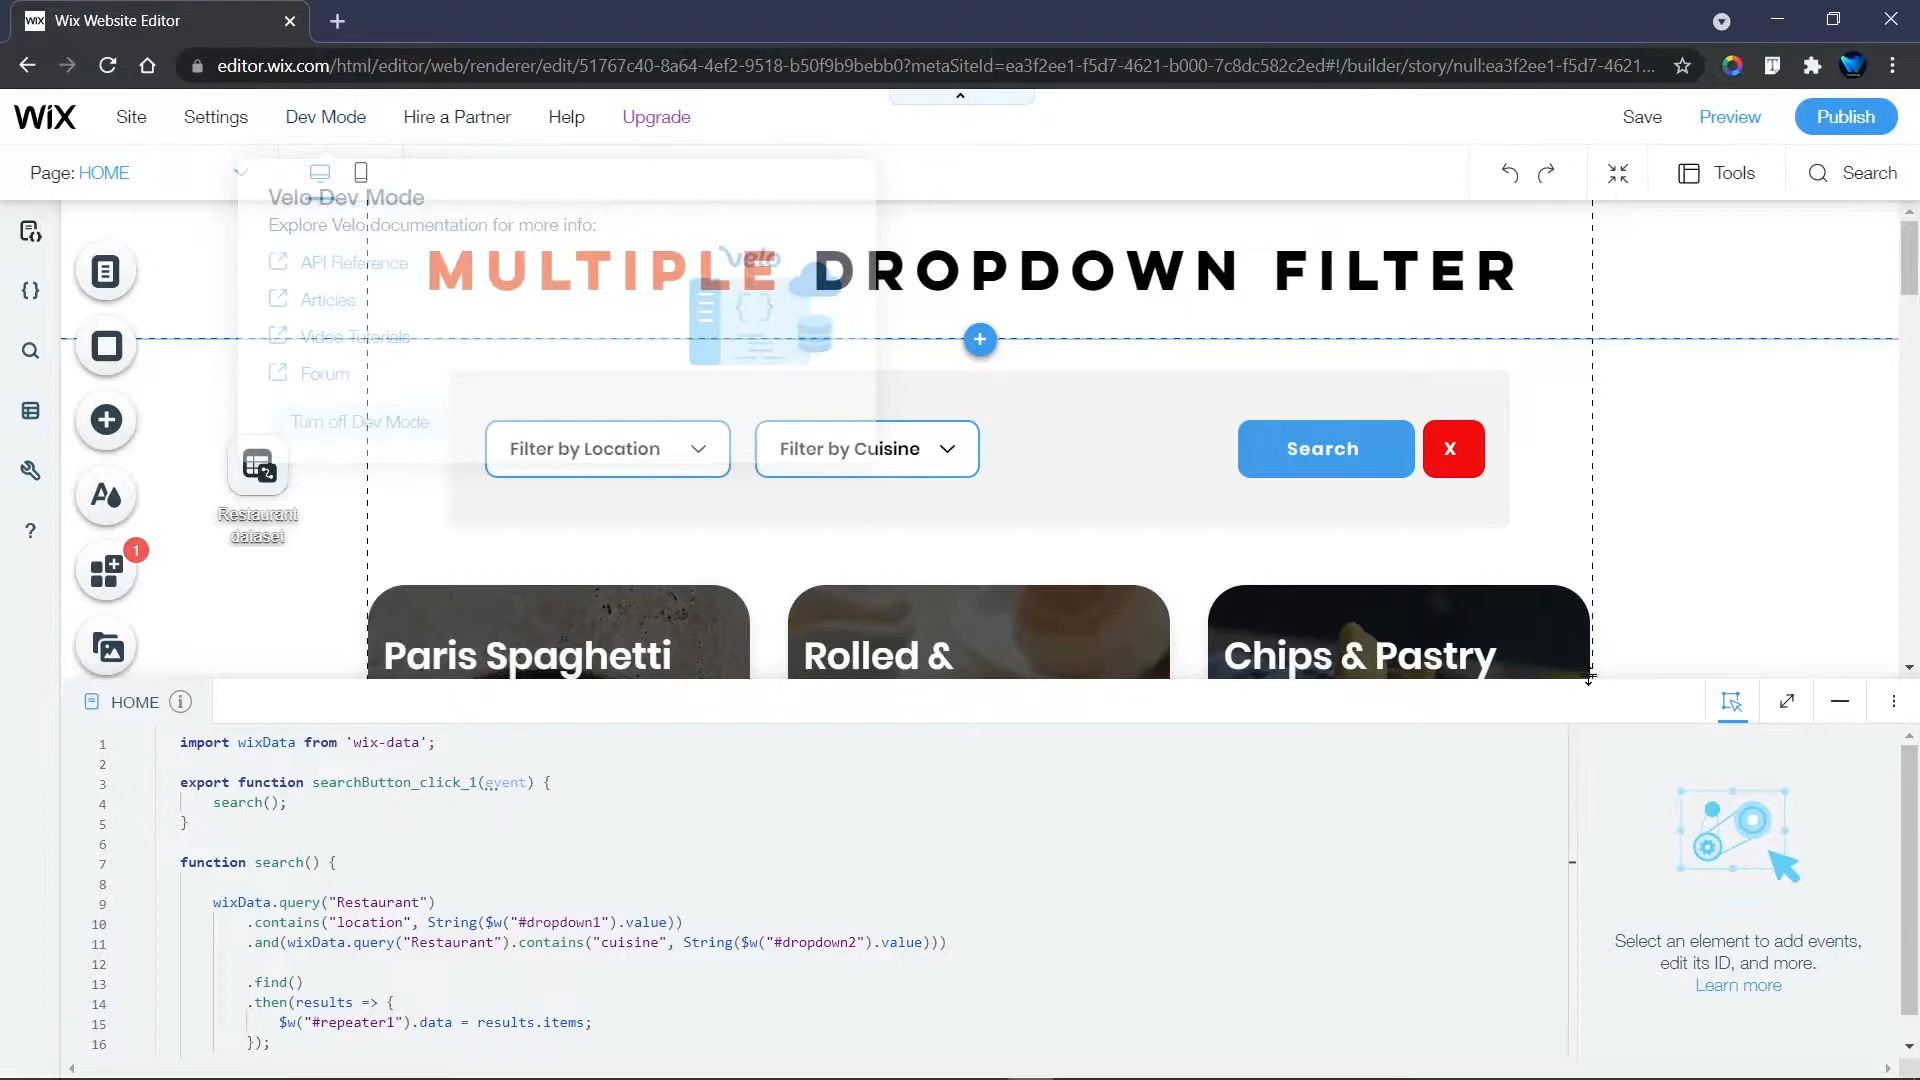 WIX Wix Website Editor
editor.wix.com/html/editor/web/renderer/edit/51767c40-8a64-4ef2-9518-b50f9b9bebb0?metaSiteId=ea3f2ee1-f5d7-4621-b000-7c8dc582c2ed#!/builder/story/null:ea3f2ee1-f5d7-4621...
WIX Site Settings Dev Mode Hire a Partner Help Upgrade Save Preview Publish
Page: HOME Tools Search
Velo Dev Mode
Explore Velo documentation for more info:
velo
API Reference
Articles
Video Tutorials
Forum
Turn off Dev Mode
MULTIPLE DROPDOWN FILTER
Filter by Location Filter by Cuisine Search X
Restaurant
dataset
1
Paris Spaghetti Rolled & Chips & Pastry
HOME
1 import wixData from 'wix-data';
2
3 export function searchButton_click_1(event) {
4 search();
5 }
6
7 function search() {
8
9 wixData.query("Restaurant")
10 .contains("location", String($w("#dropdown1").value))
11 .and(wixData.query("Restaurant").contains("cuisine", String($w("#dropdown2").value)))
12
13 .find()
14 .then(results => {
15 $w("#repeater1").data = results.items;
16 });
Select an element to add events,
edit its ID, and more.
Learn more